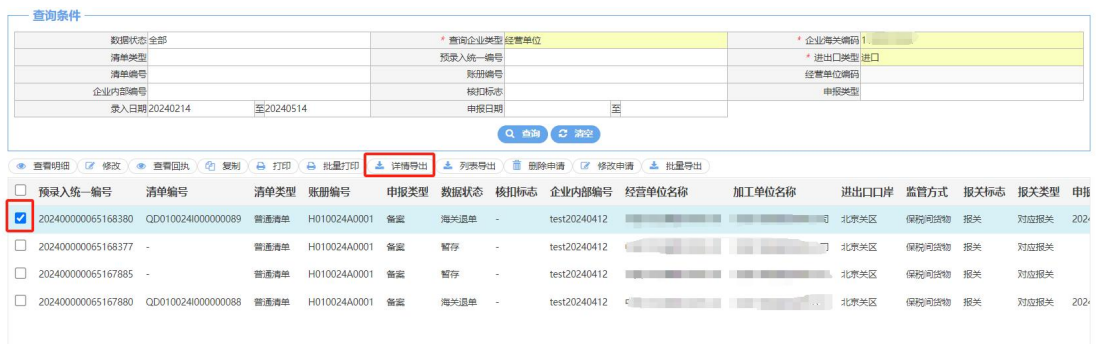 查询条件
数据状态 全部 * 查询企业类型 经营单位 * 企业海关编码 1
清单类型 预录入统一编号 * 进出口类型 进口
清单编号 账册编号 经营单位编码
企业内部编号 核扣标志 申报类型
录入日期 20240214 至 20240514 申报日期 至
查询 清空
查看明细 修改 查看回执 复制 打印 批量打印 详情导出 列表导出 删除申请 修改申请 批量导出
预录入统一编号 清单编号 清单类型 账册编号 申报类型 数据状态 核扣标志 企业内部编号 经营单位名称 加工单位名称 进出口口岸 监管方式 报关标志 报关类型 申报
202400000065168380 QD010024I000000089 普通清单 H010024A0001 备案 海关退单 - test20240412 北京关区 保税间货物 报关 对应报关 2024
202400000065168377 - 普通清单 H010024A0001 备案 暂存 - test20240412 北京关区 保税间货物 报关 对应报关
202400000065167885 - 普通清单 H010024A0001 备案 暂存 - test20240412 北京关区 保税间货物 报关 对应报关
202400000065167880 QD010024I000000088 普通清单 H010024A0001 备案 海关退单 - test20240412 北京关区 保税间货物 报关 对应报关 2024